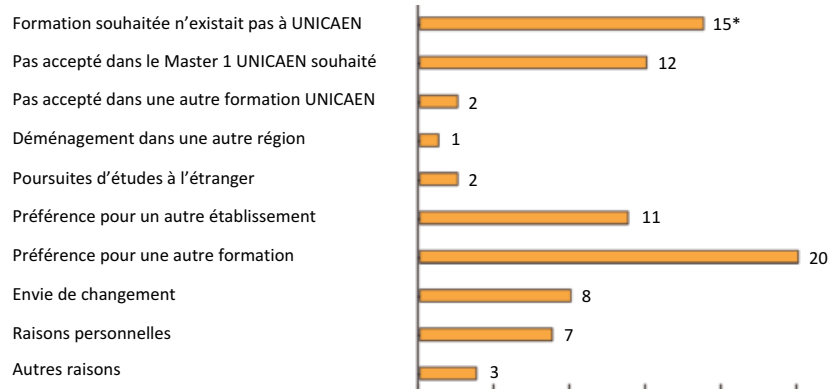 Formation souhaitée n’existait pas à UNICAEN 15*
Pas accepté dans le Master 1 UNICAEN souhaité 12
Pas accepté dans une autre formation UNICAEN 2
Déménagement dans une autre région 1
Poursuites d’études à l’étranger 2
Préférence pour un autre établissement 11
Préférence pour une autre formation 20
Envie de changement 8
Raisons personnelles 7
Autres raisons 3